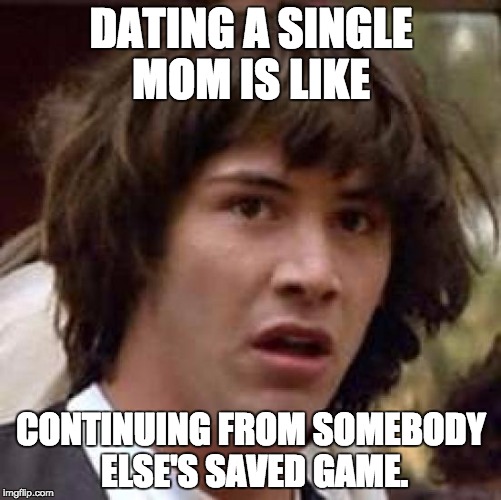 DATING A SINGLE
MOM IS LIKE
CONTINUING FROM SOMEBODY
ELSE'S SAVED GAME.
imgflip.com